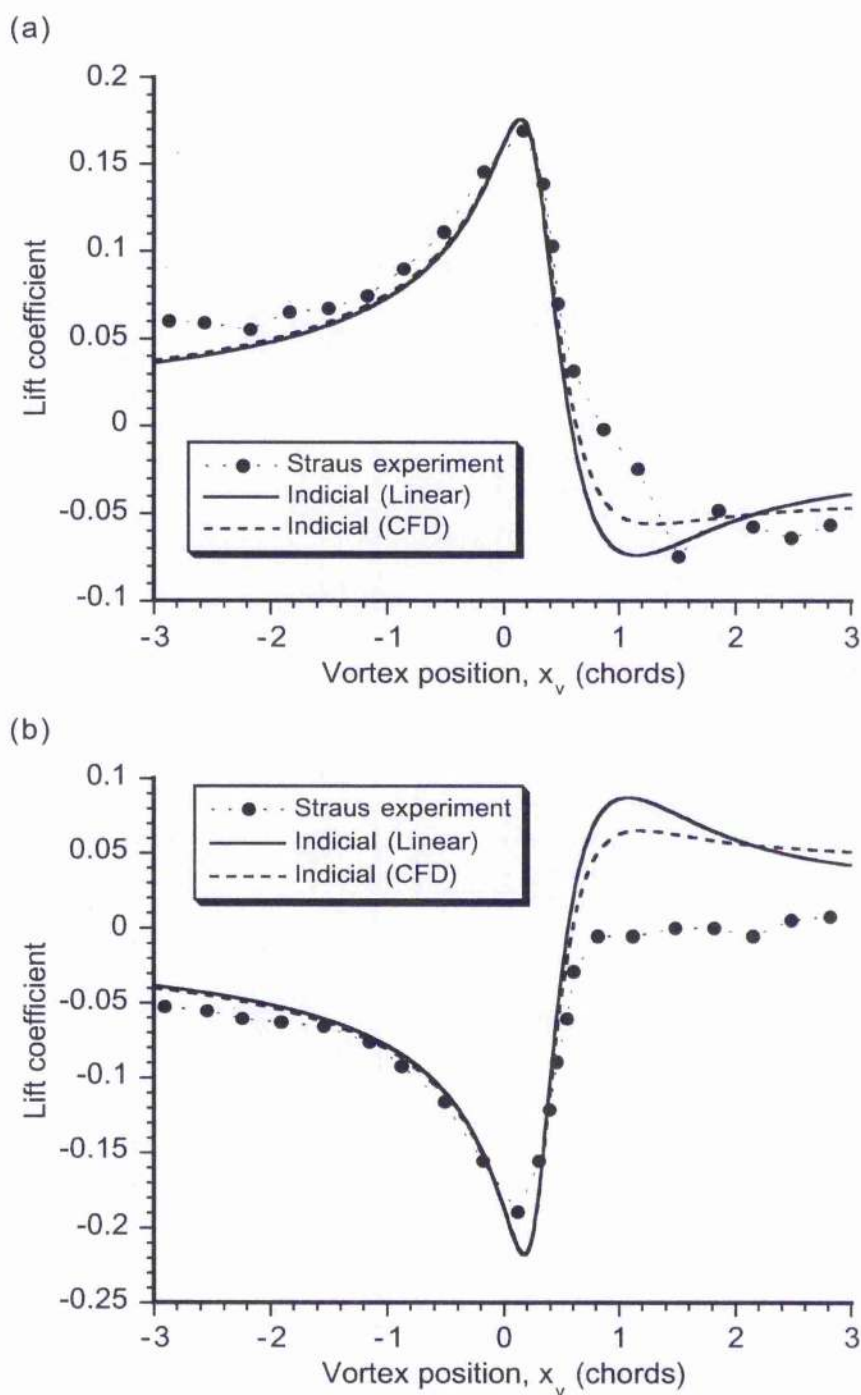 (a)
0.2
0.15
0.1
0.05
0
-0.05
-0.1
Lift coefficient
Straus experiment
Indicial (Linear)
Indicial (CFD)
-3 -2 -1 0 1 2 3
Vortex position, x_v (chords)
(b)
0.1
0.05
0
-0.05
-0.1
-0.15
-0.2
-0.25
Lift coefficient
Straus experiment
Indicial (Linear)
Indicial (CFD)
-3 -2 -1 0 1 2 3
Vortex position, x_v (chords)